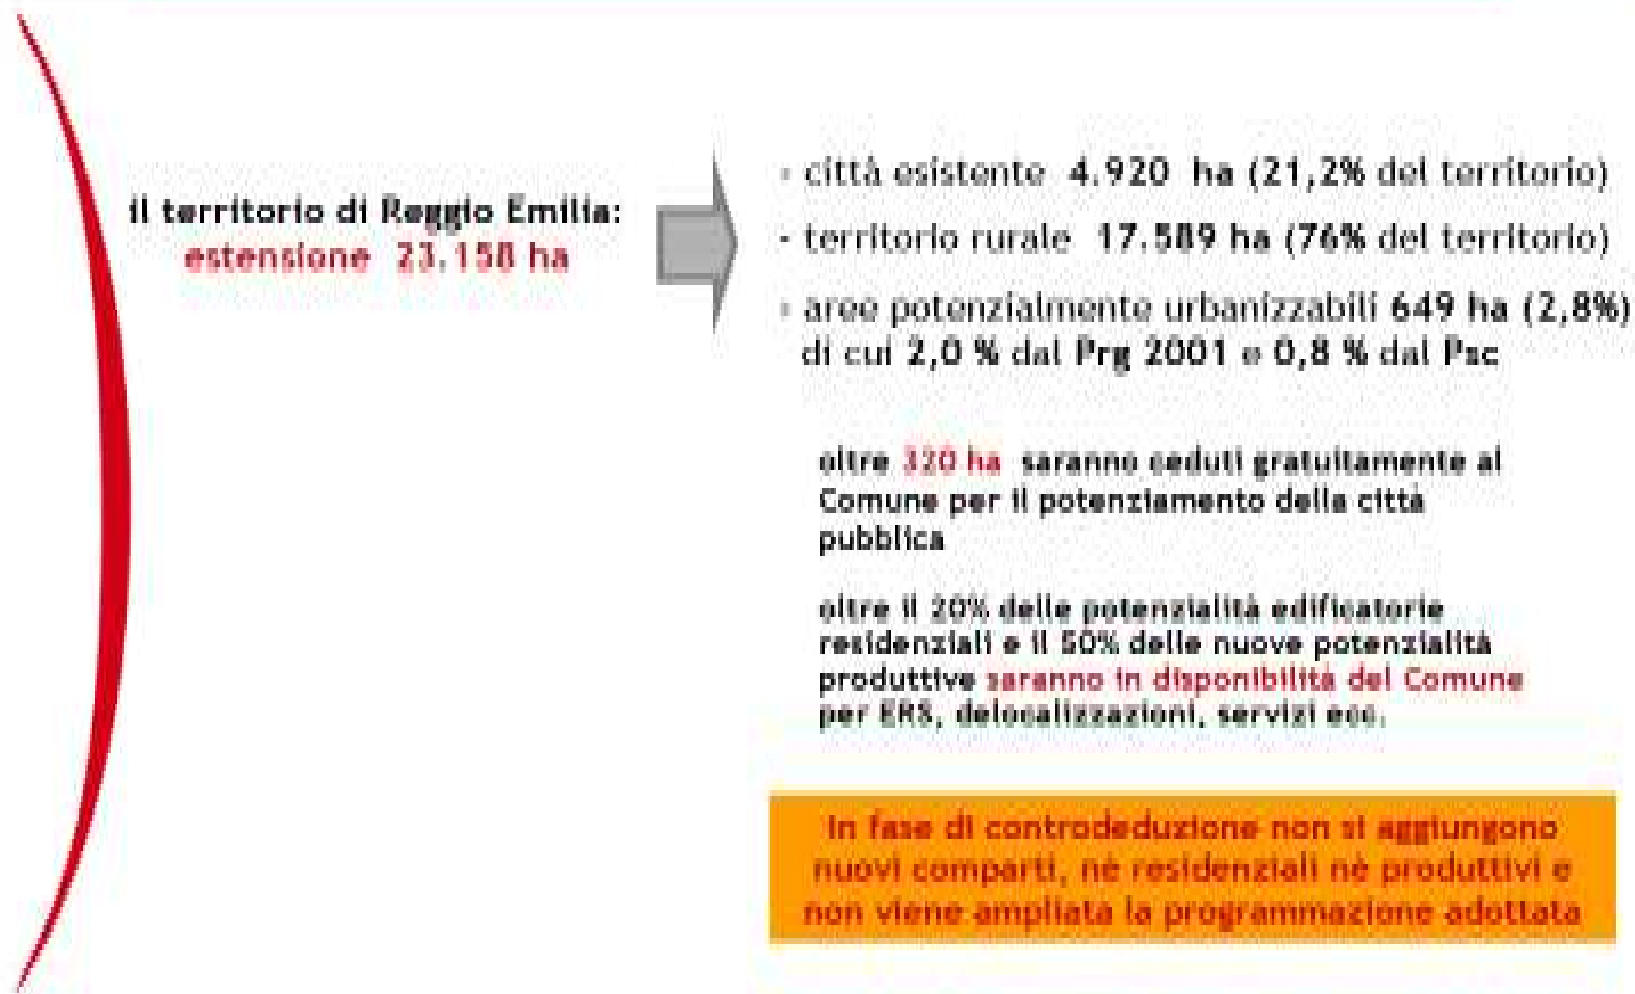 il territorio di Reggio Emilia:
estensione 23.158 ha
- città esistente 4.920 ha (21,2% del territorio)
- territorio rurale 17.589 ha (76% del territorio)
- aree potenzialmente urbanizzabili 649 ha (2,8%)
di cui 2,0 % dal Prg 2001 e 0,8 % dal Psc
oltre 320 ha saranno ceduti gratuitamente al
Comune per il potenziamento della città
pubblica
oltre il 20% delle potenzialità edificatorie
residenziali e il 50% delle nuove potenzialità
produttive saranno in disponibilità del Comune
per ERS, delocalizzazioni, servizi ecc.
In fase di controdeduzione non si aggiungono
nuovi comparti, nè residenziali nè produttivi e
non viene ampliata la programmazione adottata